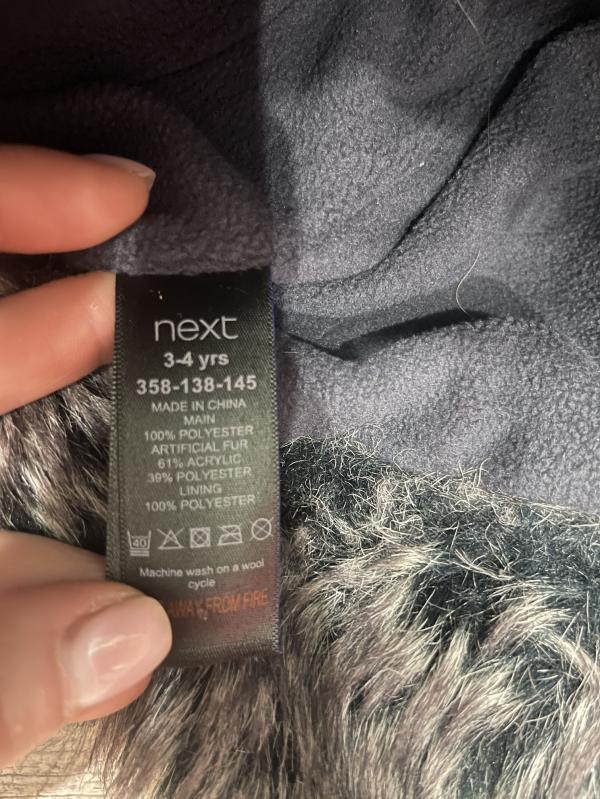 next
3-4 yrs
358-138-145
MADE IN CHINA
MAIN
100% POLYESTER
ARTIFICIAL FUR
61% ACRYLIC
39% POLYESTER
LINING
100% POLYESTER
40
Machine wash on a wool
cycle
AWAY FROM FIRE